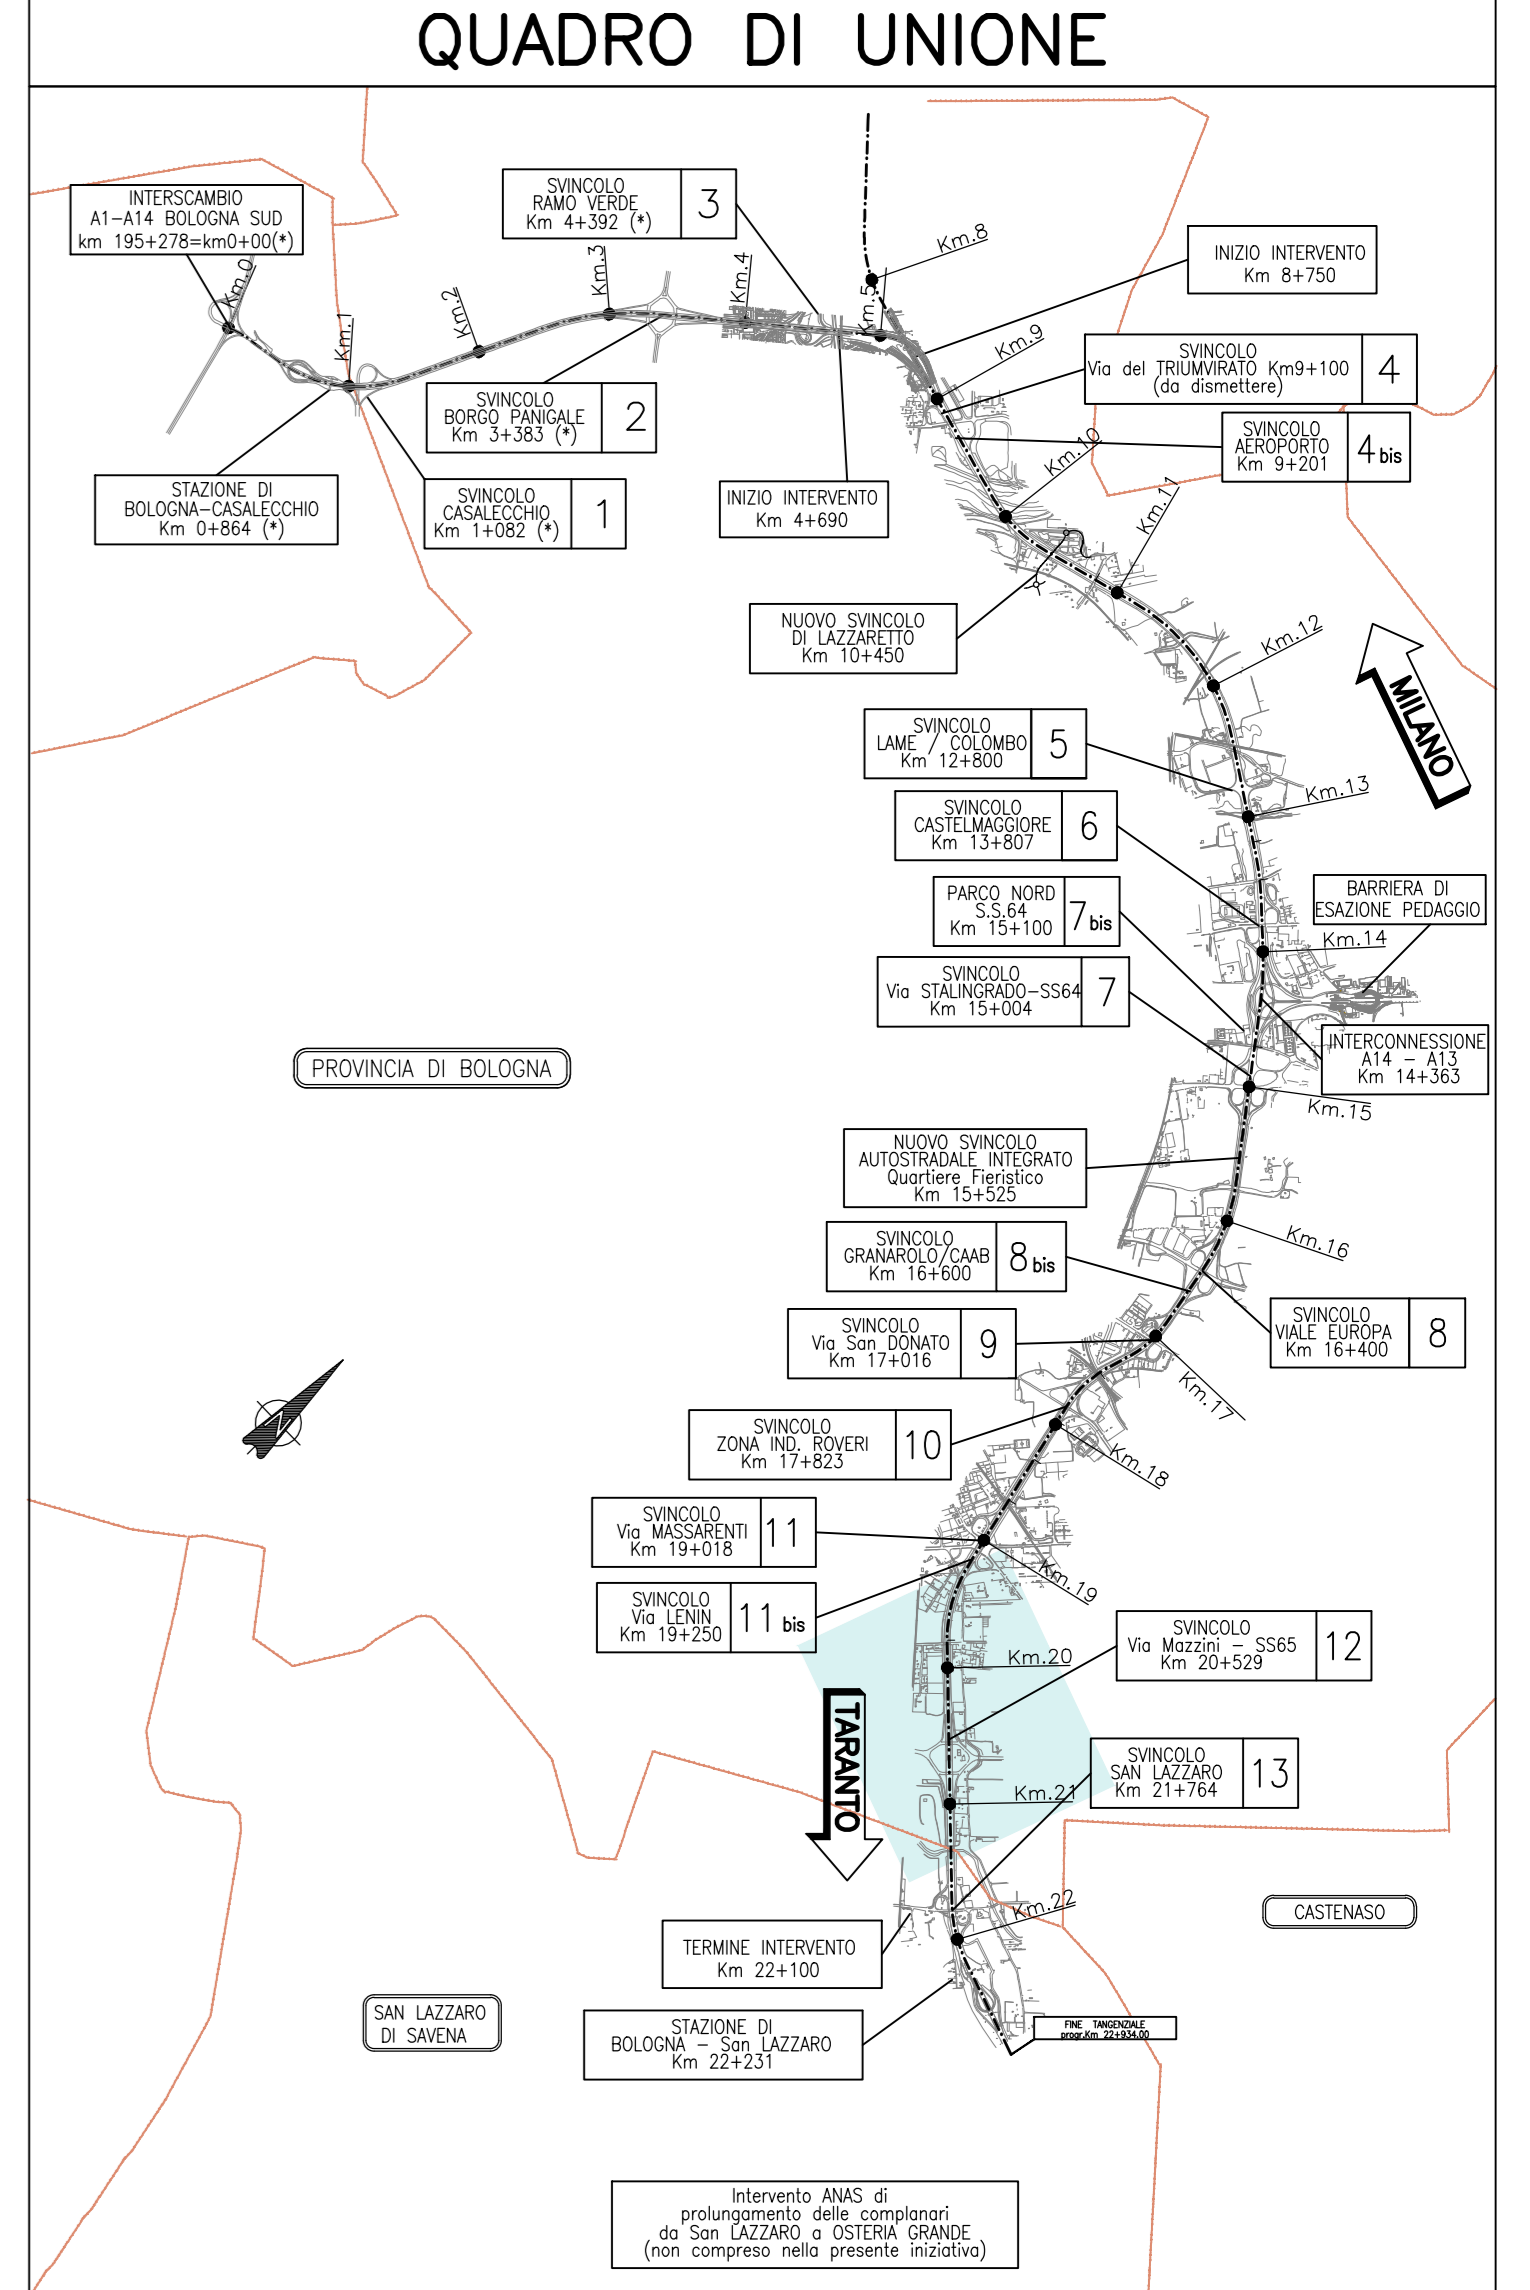 QUADRO DI UNIONE
INTERSCAMBIO
A1-A14 BOLOGNA SUD
km 195+278=km0+00(*)
SVINCOLO
RAMO VERDE
Km 4+392 (*)
3
Km.0
Km.1
Km.2
Km.3
Km.4
Km.5
Km.8
INIZIO INTERVENTO
Km 8+750
Km.9
SVINCOLO
Via del TRIUMVIRATO Km9+100
(da dismettere)
4
SVINCOLO
BORGO PANIGALE
Km 3+383 (*)
2
SVINCOLO
AEROPORTO
Km 9+201
4 bis
Km.10
STAZIONE DI
BOLOGNA-CASALECCHIO
Km 0+864 (*)
SVINCOLO
CASALECCHIO
Km 1+082 (*)
1
INIZIO INTERVENTO
Km 4+690
Km.11
NUOVO SVINCOLO
DI LAZZARETTO
Km 10+450
Km.12
MILANO
SVINCOLO
LAME / COLOMBO
Km 12+800
5
Km.13
SVINCOLO
CASTELMAGGIORE
Km 13+807
6
PARCO NORD
S.S.64
Km 15+100
7 bis
BARRIERA DI
ESAZIONE PEDAGGIO
Km.14
SVINCOLO
Via STALINGRADO-SS64
Km 15+004
7
INTERCONNESSIONE
A14 - A13
Km 14+363
PROVINCIA DI BOLOGNA
Km.15
NUOVO SVINCOLO
AUTOSTRADALE INTEGRATO
Quartiere Fieristico
Km 15+525
Km.16
SVINCOLO
GRANAROLO/CAAB
Km 16+600
8 bis
SVINCOLO
VIALE EUROPA
Km 16+400
8
SVINCOLO
Via San DONATO
Km 17+016
9
Km.17
SVINCOLO
ZONA IND. ROVERI
Km 17+823
10
Km.18
SVINCOLO
Via MASSARENTI
Km 19+018
11
Km.19
SVINCOLO
Via LENIN
Km 19+250
11 bis
SVINCOLO
Via Mazzini - SS65
Km 20+529
12
Km.20
TARANTO
SVINCOLO
SAN LAZZARO
Km 21+764
13
Km.21
Km.22
CASTENASO
TERMINE INTERVENTO
Km 22+100
SAN LAZZARO
DI SAVENA
STAZIONE DI
BOLOGNA - San LAZZARO
Km 22+231
FINE TANGENZIALE
progr.Km 22+934.00
Intervento ANAS di
prolungamento delle complanari
da San LAZZARO a OSTERIA GRANDE
(non compreso nella presente iniziativa)